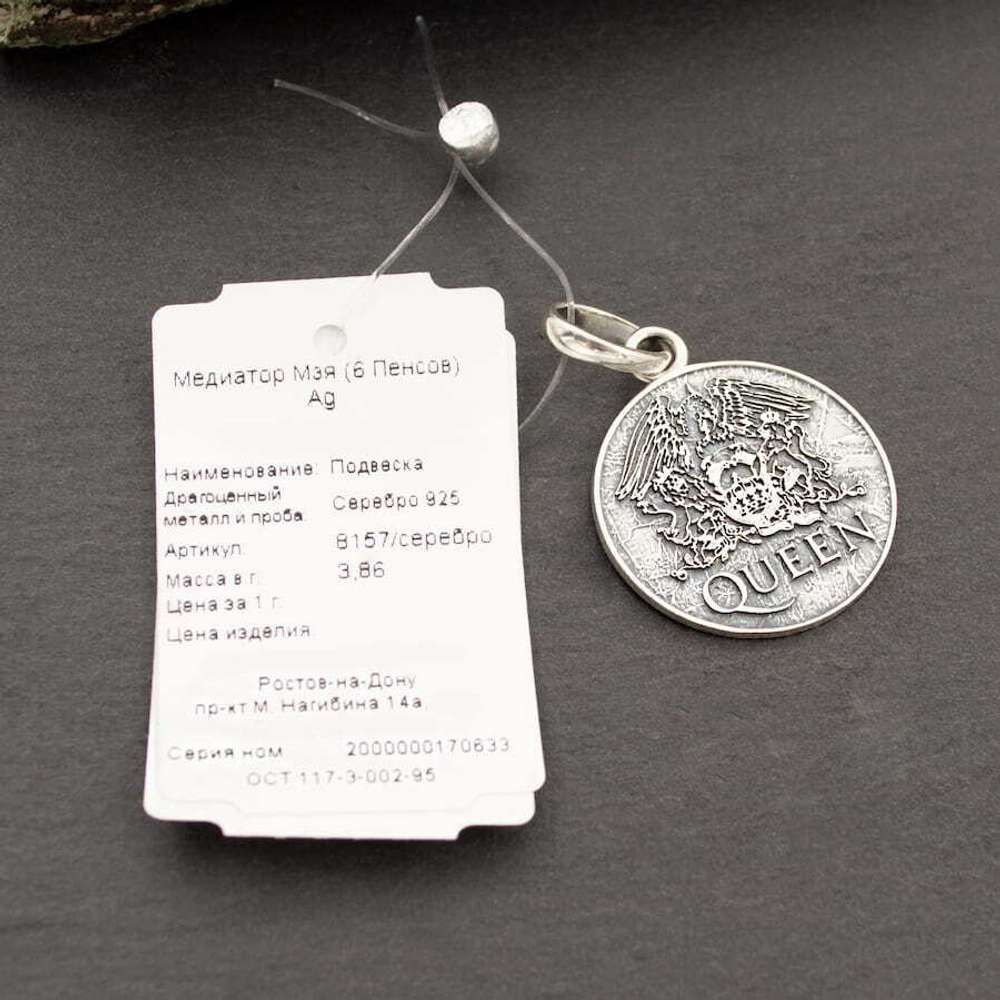 Медиатор Мэя (6 Пенсов)
Ag
Наименование: Подвеска
Драгоценный
металл и проба: Серебро 925
Артикул: 8157/серебро
Масса в г: 3,86
Цена за 1 г:
Цена изделия:
Ростов-на-Дону
пр-кт М. Нагибина 14а,
Серия ном 2000000170633
ОСТ 117-3-002-95
QUEEN